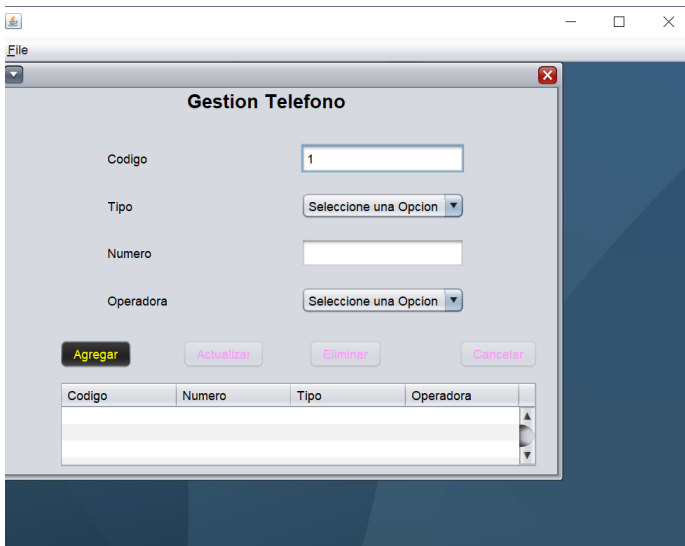 File
Gestion Telefono
Codigo 1
Tipo Seleccione una Opcion
Numero
Operadora Seleccione una Opcion
Agregar Actualizar Eliminar Cancelar
Codigo Numero Tipo Operadora